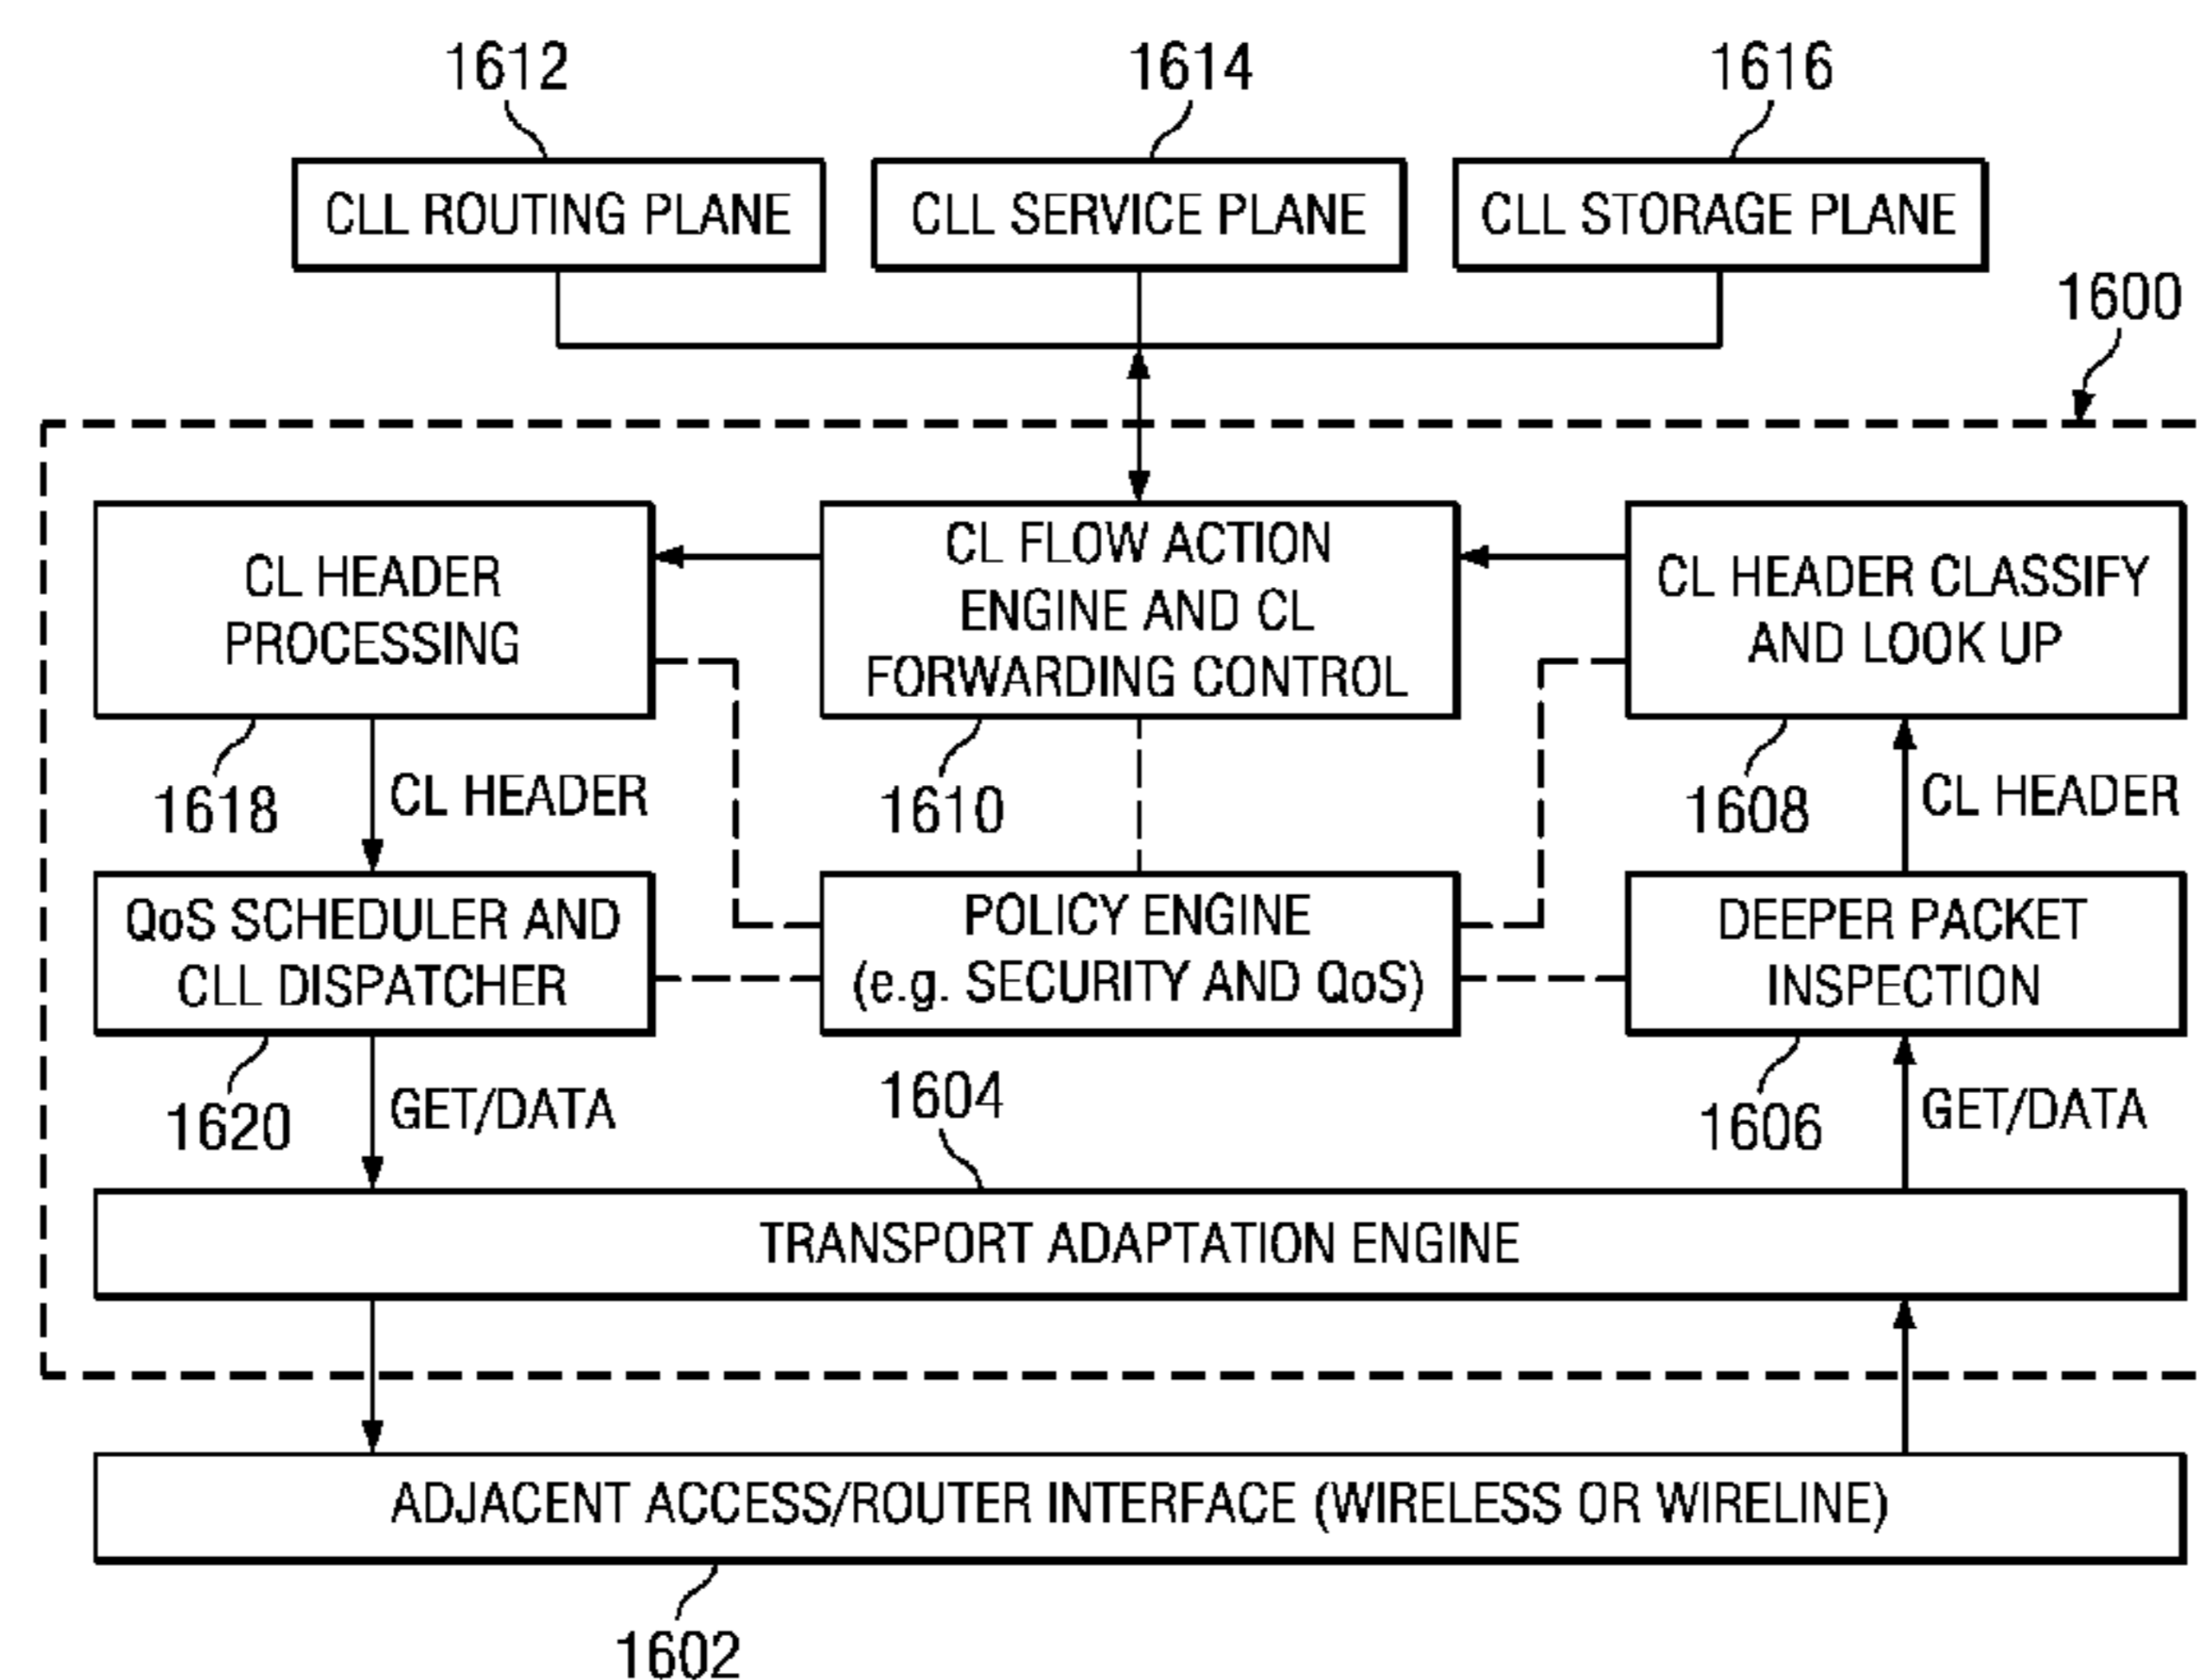 1612
1614
1616
CLL ROUTING PLANE
CLL SERVICE PLANE
CLL STORAGE PLANE
1600
CL HEADER
PROCESSING
CL FLOW ACTION
ENGINE AND CL
FORWARDING CONTROL
CL HEADER CLASSIFY
AND LOOK UP
1618
CL HEADER
1610
1608
CL HEADER
QoS SCHEDULER AND
CLL DISPATCHER
POLICY ENGINE
(e.g. SECURITY AND QoS)
DEEPER PACKET
INSPECTION
1620
GET/DATA
1604
1606
GET/DATA
TRANSPORT ADAPTATION ENGINE
ADJACENT ACCESS/ROUTER INTERFACE (WIRELESS OR WIRELINE)
1602